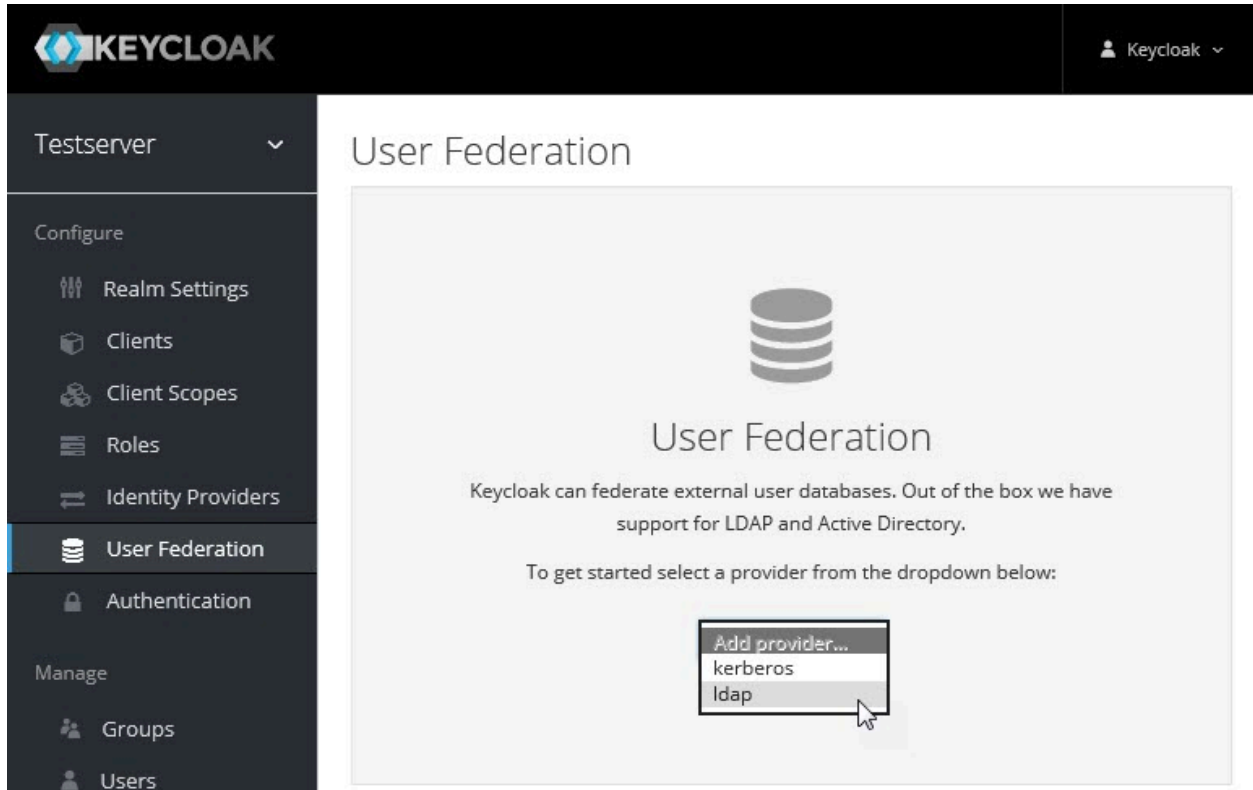 KEYCLOAK
Keycloak
Testserver
User Federation
Configure
Realm Settings
Clients
Client Scopes
Roles
Identity Providers
User Federation
Authentication
Manage
Groups
Users
User Federation
Keycloak can federate external user databases. Out of the box we have
support for LDAP and Active Directory.
To get started select a provider from the dropdown below:
Add provider...
kerberos
ldap